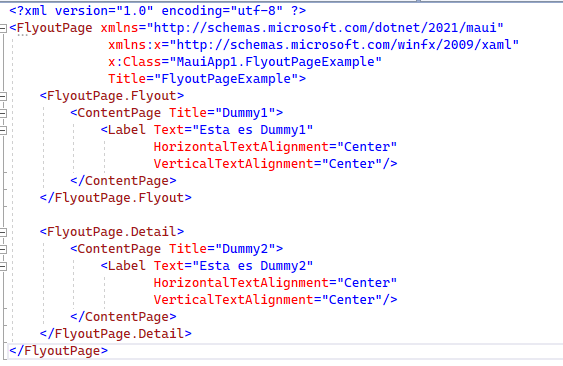 <?xml version="1.0" encoding="utf-8" ?>
<FlyoutPage xmlns="http://schemas.microsoft.com/dotnet/2021/maui"
             xmlns:x="http://schemas.microsoft.com/winfx/2009/xaml"
             x:Class="MauiApp1.FlyoutPageExample"
             Title="FlyoutPageExample">
    <FlyoutPage.Flyout>
        <ContentPage Title="Dummy1">
            <Label Text="Esta es Dummy1"
                   HorizontalTextAlignment="Center"
                   VerticalTextAlignment="Center"/>
        </ContentPage>
    </FlyoutPage.Flyout>

    <FlyoutPage.Detail>
        <ContentPage Title="Dummy2">
            <Label Text="Esta es Dummy2"
                   HorizontalTextAlignment="Center"
                   VerticalTextAlignment="Center"/>
        </ContentPage>
    </FlyoutPage.Detail>
</FlyoutPage>